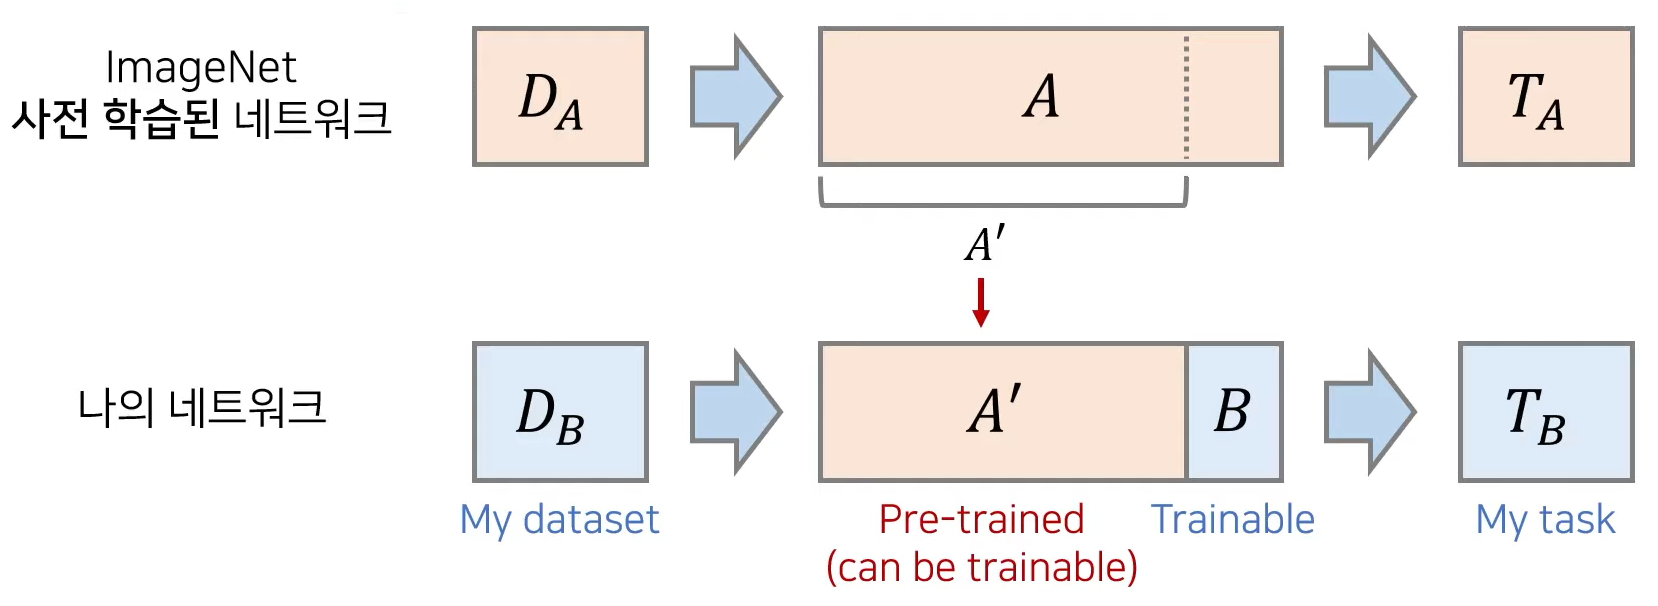 ImageNet
사전 학습된 네트워크
D_A
A
T_A
A′
나의 네트워크
D_B
A′
B
T_B
My dataset
Pre-trained
(can be trainable)
Trainable
My task